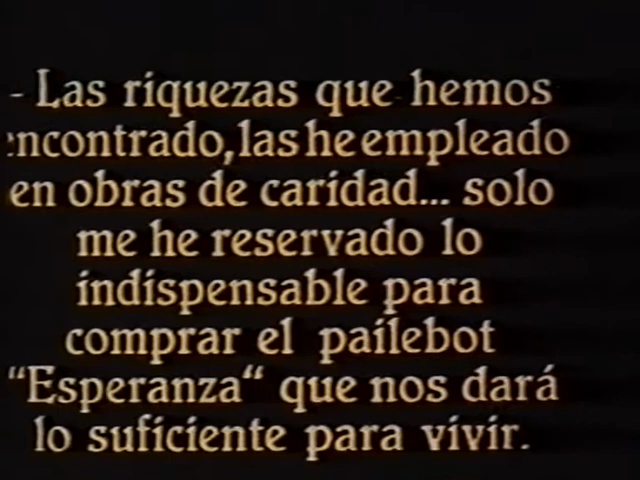 - Las riquezas que hemos
encontrado, las he empleado
en obras de caridad... solo
me he reservado lo
indispensable para
comprar el pailebot
"Esperanza" que nos dará
lo suficiente para vivir.